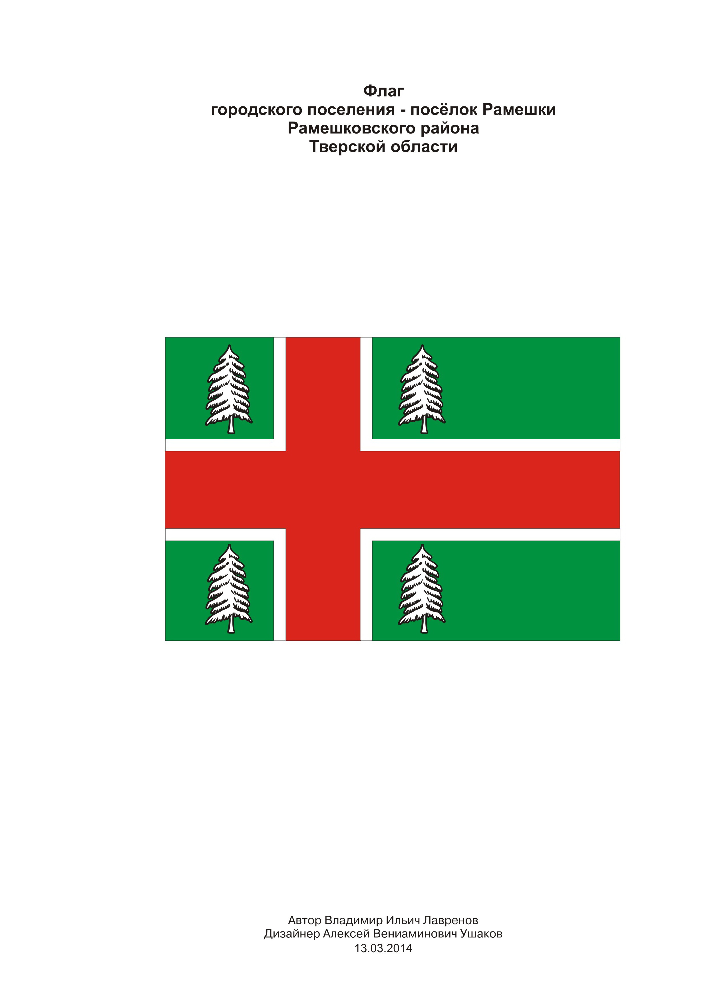 Флаг
городского поселения - посёлок Рамешки
Рамешковского района
Тверской области
Автор Владимир Ильич Лавренов
Дизайнер Алексей Вениаминович Ушаков
13.03.2014